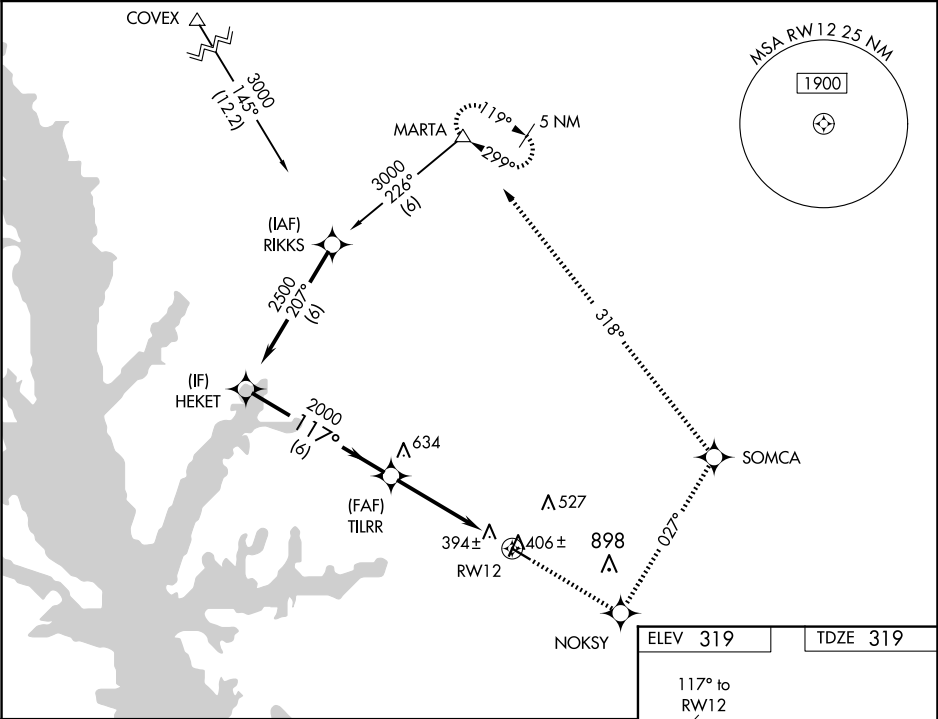 COVEX
3000
145°
(12.2)
MSA RW12 25 NM
1900
MARTA
119°
5 NM
299°
3000
226°
(6)
(IAF)
RIKKS
2500
207°
(6)
318°
(IF)
HEKET
2000
117°
(6)
634
SOMCA
(FAF)
TILRR
527
394±
406±
898
027°
RW12
NOKSY
ELEV 319
TDZE 319
117° to
RW12